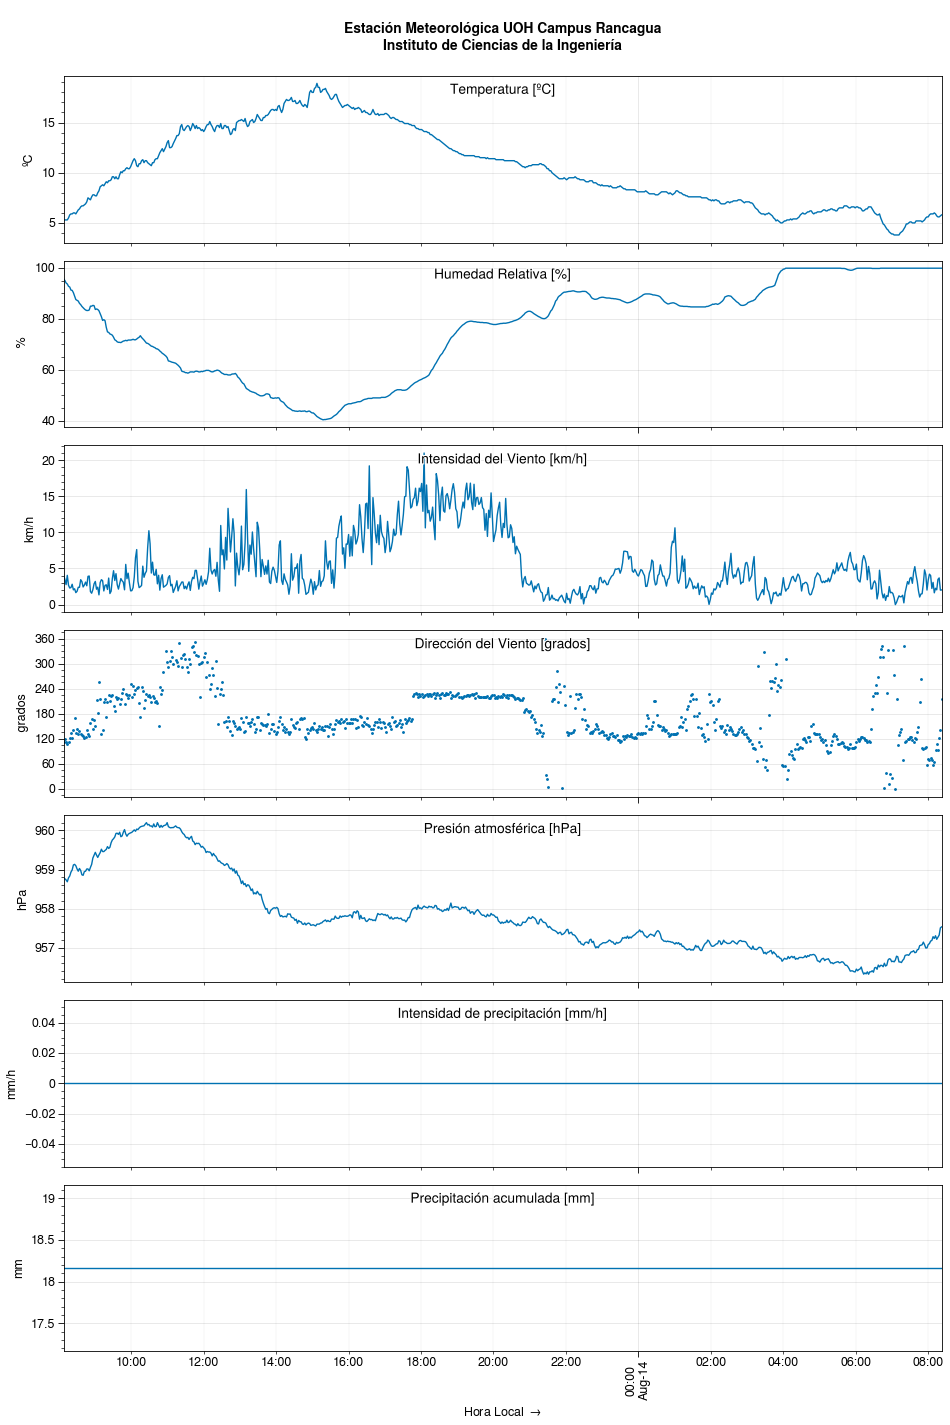 Estación Meteorológica UOH Campus Rancagua
Instituto de Ciencias de la Ingeniería
Temperatura [ºC]
15
10
5
ºC
Humedad Relativa [%]
100
80
60
40
%
Intensidad del Viento [km/h]
20
15
10
5
0
km/h
Dirección del Viento [grados]
360
300
240
180
120
60
0
grados
Presión atmosférica [hPa]
960
959
958
957
hPa
Intensidad de precipitación [mm/h]
0.04
0.02
0
−0.02
−0.04
mm/h
Precipitación acumulada [mm]
19
18.5
18
17.5
mm
10:00 12:00 14:00 16:00 18:00 20:00 22:00 00:00 02:00 04:00 06:00 08:00
Aug-14
Hora Local →